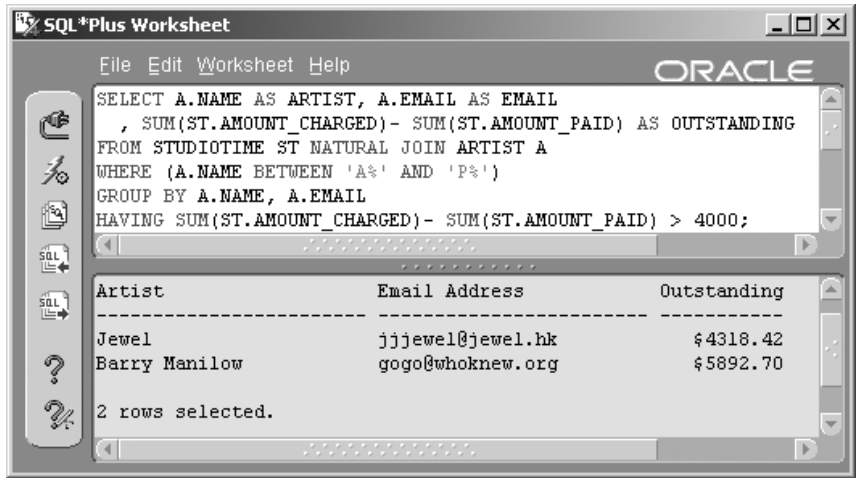 SQL*Plus Worksheet
File Edit Worksheet Help
ORACLE
SELECT A.NAME AS ARTIST, A.EMAIL AS EMAIL
, SUM(ST.AMOUNT_CHARGED)- SUM(ST.AMOUNT_PAID) AS OUTSTANDING
FROM STUDIOTIME ST NATURAL JOIN ARTIST A
WHERE (A.NAME BETWEEN 'A%' AND 'P%')
GROUP BY A.NAME, A.EMAIL
HAVING SUM(ST.AMOUNT_CHARGED)- SUM(ST.AMOUNT_PAID) > 4000;
Artist Email Address Outstanding
------------------------ ------------------------ -----------
Jewel jjjewel@jewel.hk $4318.42
Barry Manilow gogo@whoknew.org $5892.70
2 rows selected.
SQL
SQL
SQL